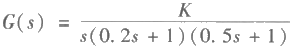 G(s) = K / s(0.2s + 1)(0.5s + 1)